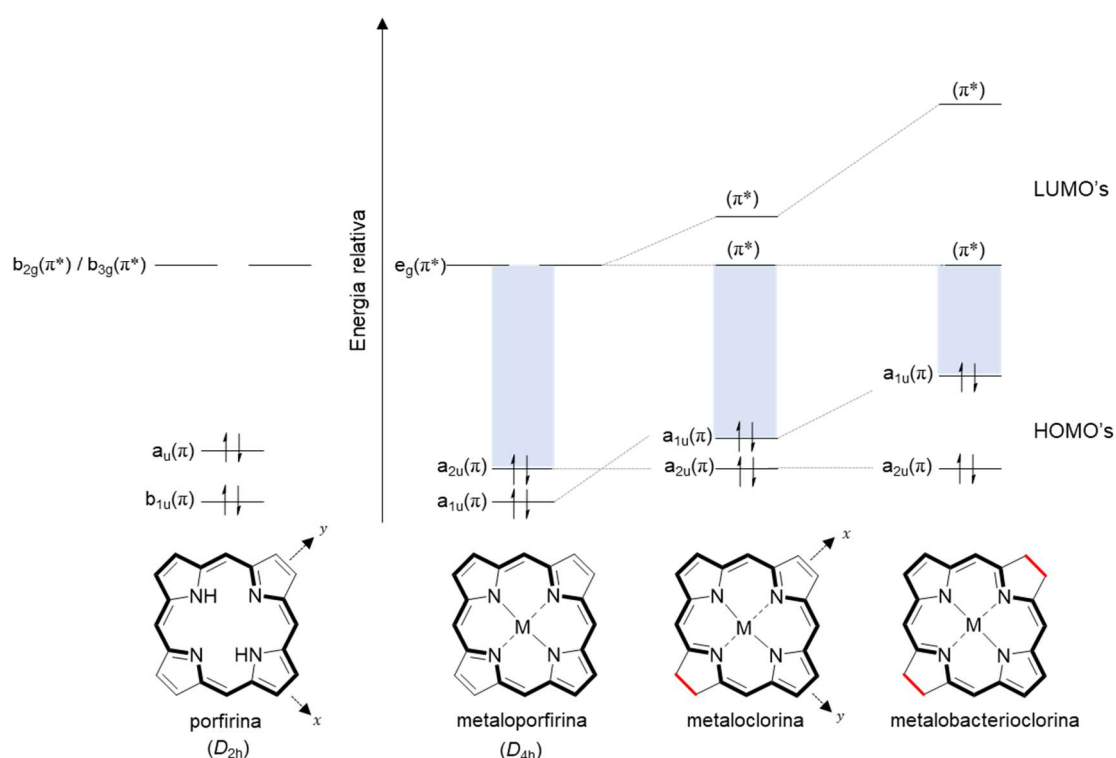 Energia relativa
LUMO's
HOMO's
b2g(π*) / b3g(π*)
au(π)
b1u(π)
eg(π*)
a2u(π)
a1u(π)
(π*)
(π*)
a1u(π)
a2u(π)
(π*)
(π*)
a1u(π)
a2u(π)
y
NH
N
N
HN
x
porfirina
(D2h)
N
N
M
N
N
metaloporfirina
(D4h)
x
N
N
M
N
N
y
metaloclorina
N
N
M
N
N
metalobacterioclorina